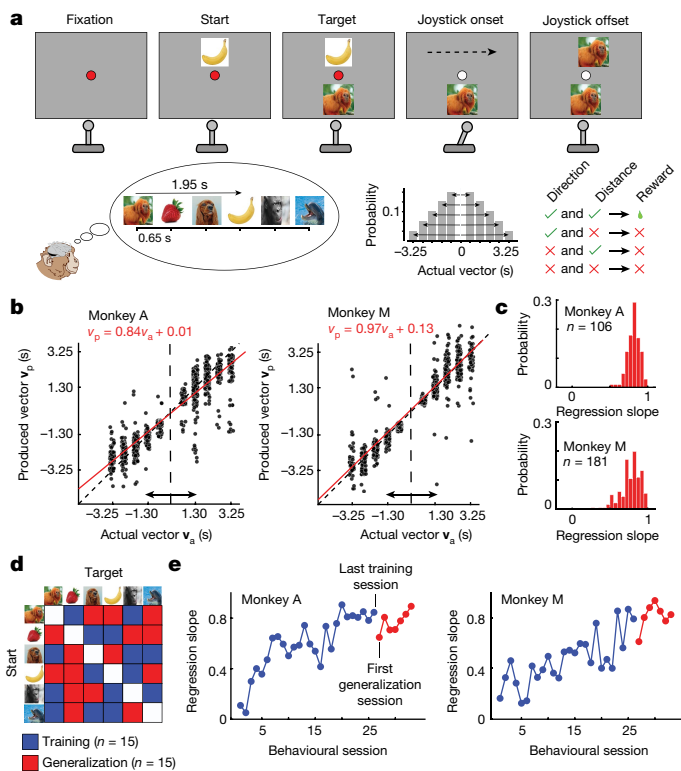 a
Fixation
Start
Target
Joystick onset
Joystick offset
1.95 s
0.65 s
Probability
0.1
−3.25
0
3.25
Actual vector (s)
Direction
Distance
Reward
and
and
and
and
b
Monkey A
vp = 0.84va + 0.01
Produced vector vp (s)
3.25
1.30
−1.30
−3.25
−3.25
−1.30
1.30
3.25
Actual vector va (s)
Monkey M
vp = 0.97va + 0.13
Produced vector vp (s)
3.25
1.30
−1.30
−3.25
−3.25
−1.30
1.30
3.25
Actual vector va (s)
c
Monkey A
n = 106
Probability
0.3
0
0
1
Regression slope
Monkey M
n = 181
Probability
0.3
0
0
1
Regression slope
d
Target
Start
Training (n = 15)
Generalization (n = 15)
e
Monkey A
Last training
session
First
generalization
session
Regression slope
0.8
0.4
0
5
15
25
Behavioural session
Monkey M
Regression slope
0.8
0.4
0
5
15
25
Behavioural session